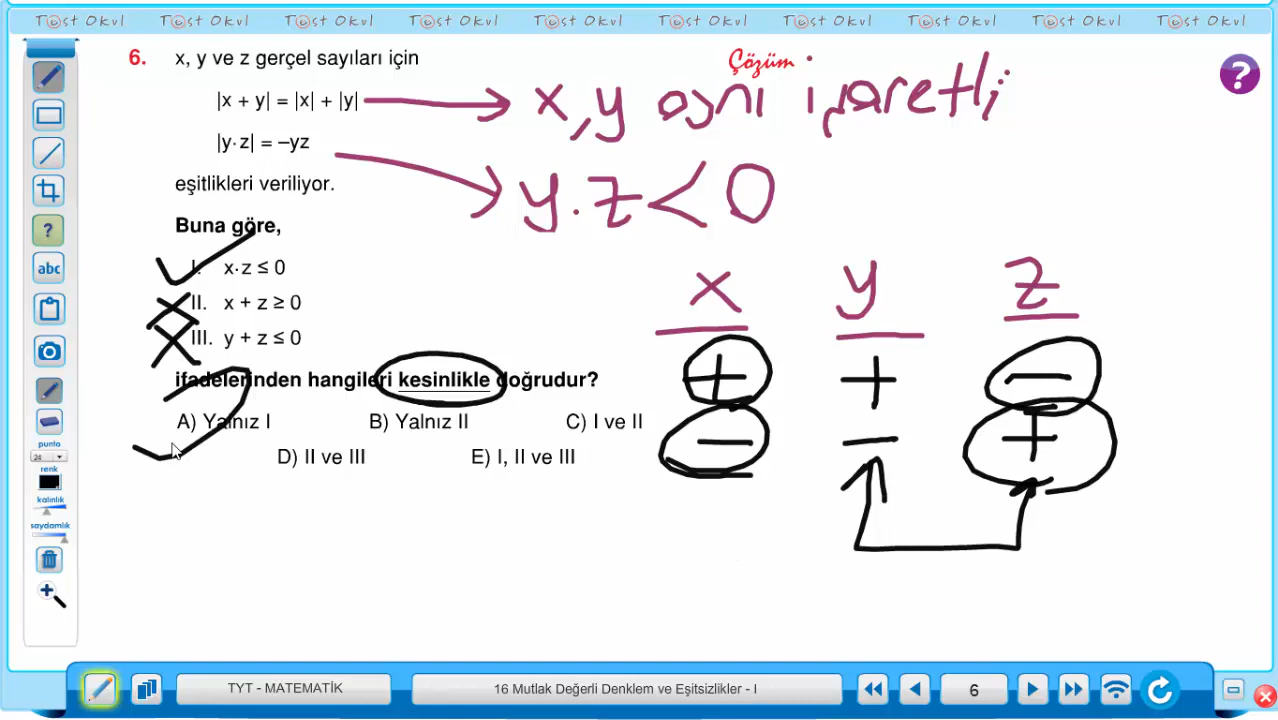 Test Okul Test Okul Test Okul Test Okul Test Okul Test Okul Test Okul Test Okul Test Okul Test Okul
6. x, y ve z gerçel sayıları için
Çözüm
|x + y| = |x| + |y| x, y aynı işaretli
|y·z| = –yz
eşitlikleri veriliyor.
y.z < 0
Buna göre,
I. x·z ≤ 0
II. x + z ≥ 0
III. y + z ≤ 0
x y z
+ + –
– – +
ifadelerinden hangileri kesinlikle doğrudur?
A) Yalnız I B) Yalnız II C) I ve II
D) II ve III E) I, II ve III
?
?
abc
punto
24
renk
kalınlık
saydamlık
TYT - MATEMATİK
16 Mutlak Değerli Denklem ve Eşitsizlikler - I
6